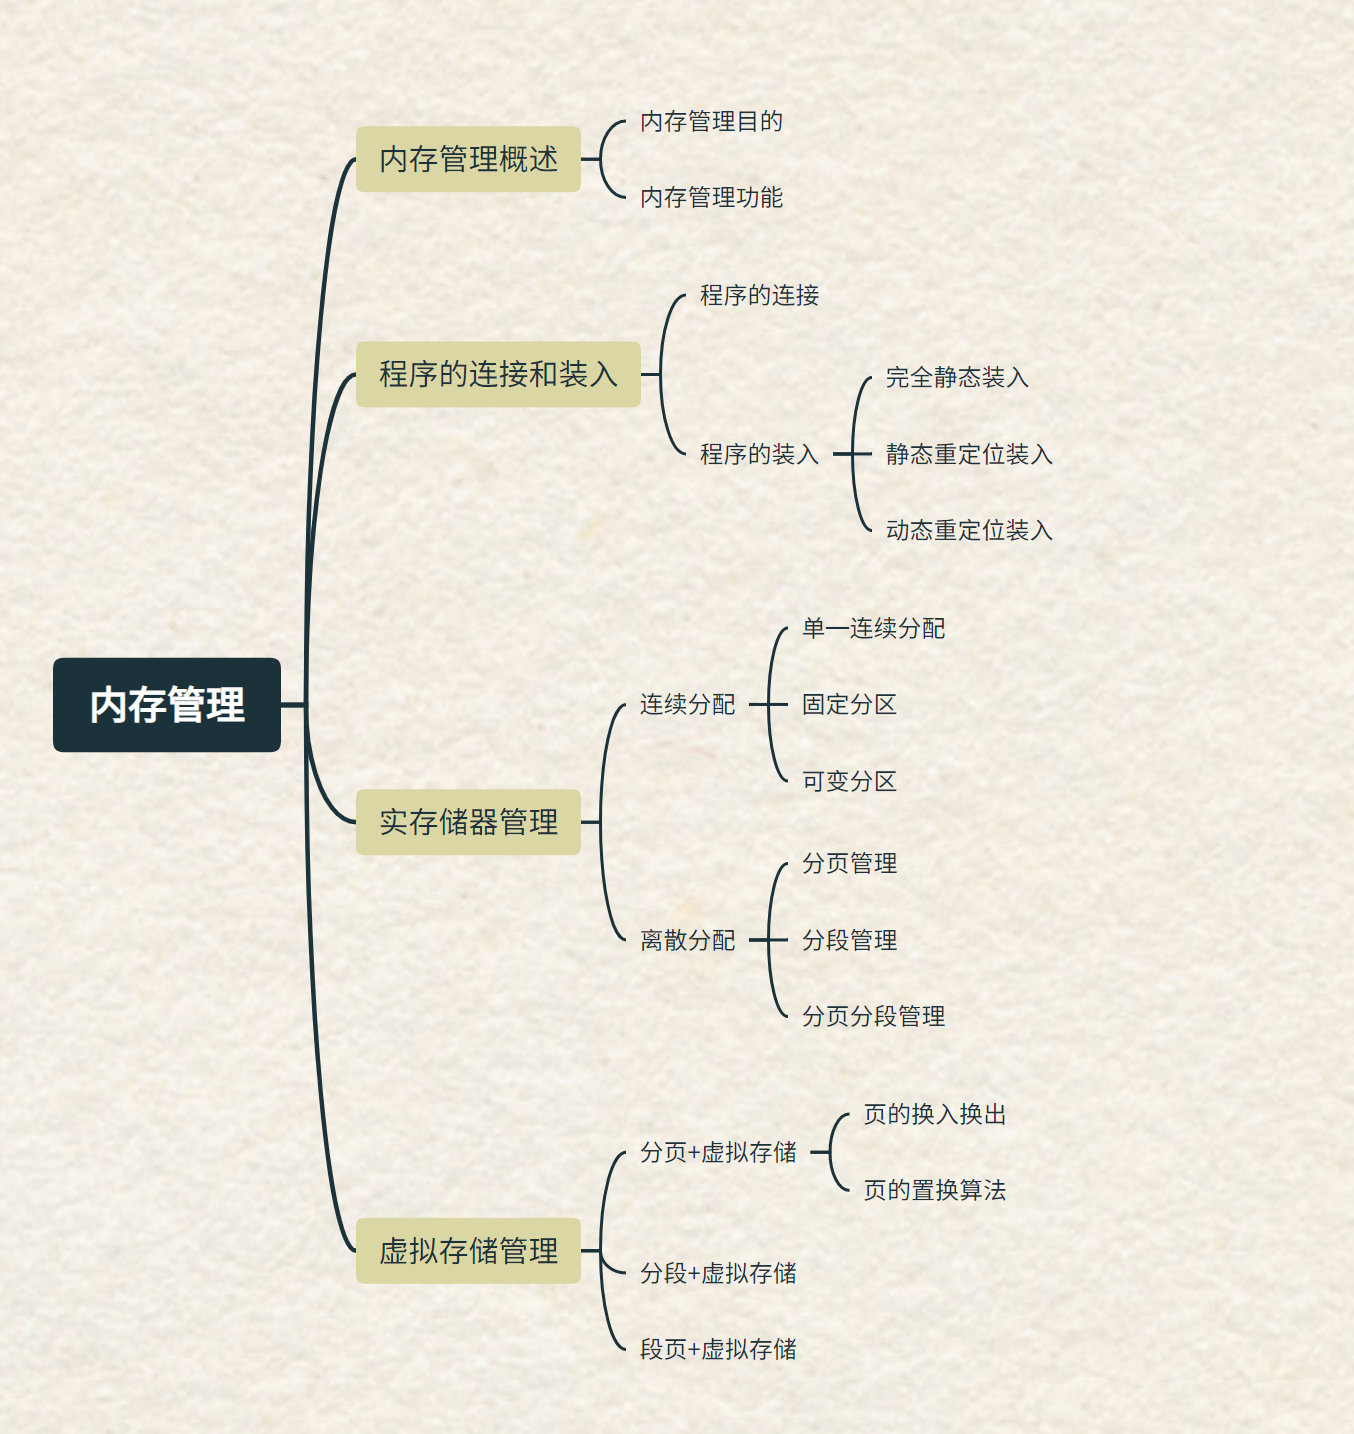 内存管理
内存管理概述
内存管理目的
内存管理功能
程序的连接和装入
程序的连接
程序的装入
完全静态装入
静态重定位装入
动态重定位装入
实存储器管理
连续分配
单一连续分配
固定分区
可变分区
离散分配
分页管理
分段管理
分页分段管理
虚拟存储管理
分页+虚拟存储
页的换入换出
页的置换算法
分段+虚拟存储
段页+虚拟存储